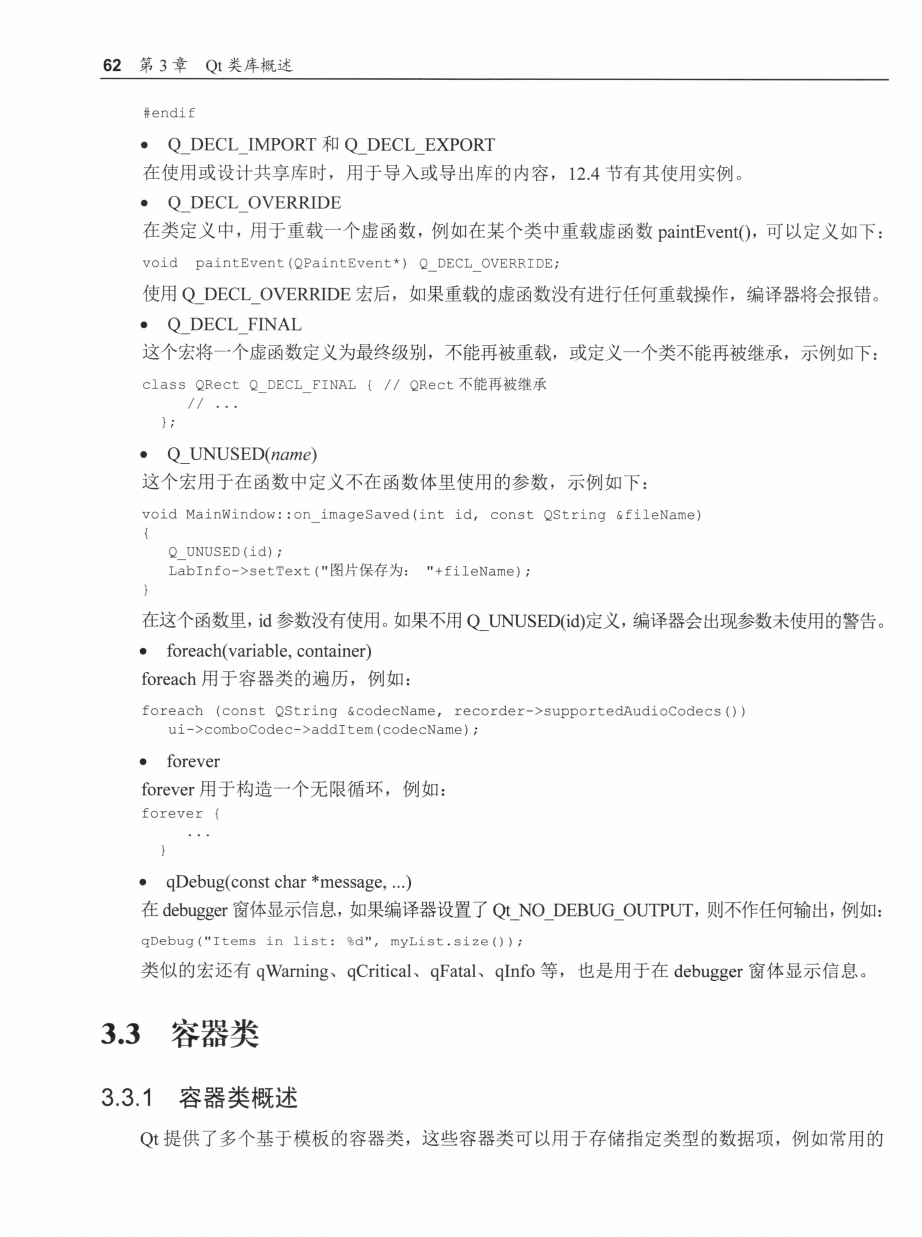 62 第 3 章 Qt 类库概述
#endif
• Q_DECL_IMPORT 和 Q_DECL_EXPORT
在使用或设计共享库时，用于导入或导出库的内容，12.4 节有其使用实例。
• Q_DECL_OVERRIDE
在类定义中，用于重载一个虚函数，例如在某个类中重载虚函数 paintEvent()，可以定义如下：
void paintEvent(QPaintEvent*) Q_DECL_OVERRIDE;
使用 Q_DECL_OVERRIDE 宏后，如果重载的虚函数没有进行任何重载操作，编译器将会报错。
• Q_DECL_FINAL
这个宏将一个虚函数定义为最终级别，不能再被重载，或定义一个类不能再被继承，示例如下：
class QRect Q_DECL_FINAL { // QRect 不能再被继承
// ...
};
• Q_UNUSED(name)
这个宏用于在函数中定义不在函数体里使用的参数，示例如下：
void MainWindow::on_imageSaved(int id, const QString &fileName)
{
Q_UNUSED(id);
LabInfo->setText("图片保存为： "+fileName);
}
在这个函数里，id 参数没有使用。如果不用 Q_UNUSED(id)定义，编译器会出现参数未使用的警告。
• foreach(variable, container)
foreach 用于容器类的遍历，例如：
foreach (const QString &codecName, recorder->supportedAudioCodecs())
ui->comboCodec->addItem(codecName);
• forever
forever 用于构造一个无限循环，例如：
forever {
...
}
• qDebug(const char *message, ...)
在 debugger 窗体显示信息，如果编译器设置了 Qt_NO_DEBUG_OUTPUT，则不作任何输出，例如：
qDebug("Items in list: %d", myList.size());
类似的宏还有 qWarning、qCritical、qFatal、qInfo 等，也是用于在 debugger 窗体显示信息。
3.3 容器类
3.3.1 容器类概述
Qt 提供了多个基于模板的容器类，这些容器类可以用于存储指定类型的数据项，例如常用的